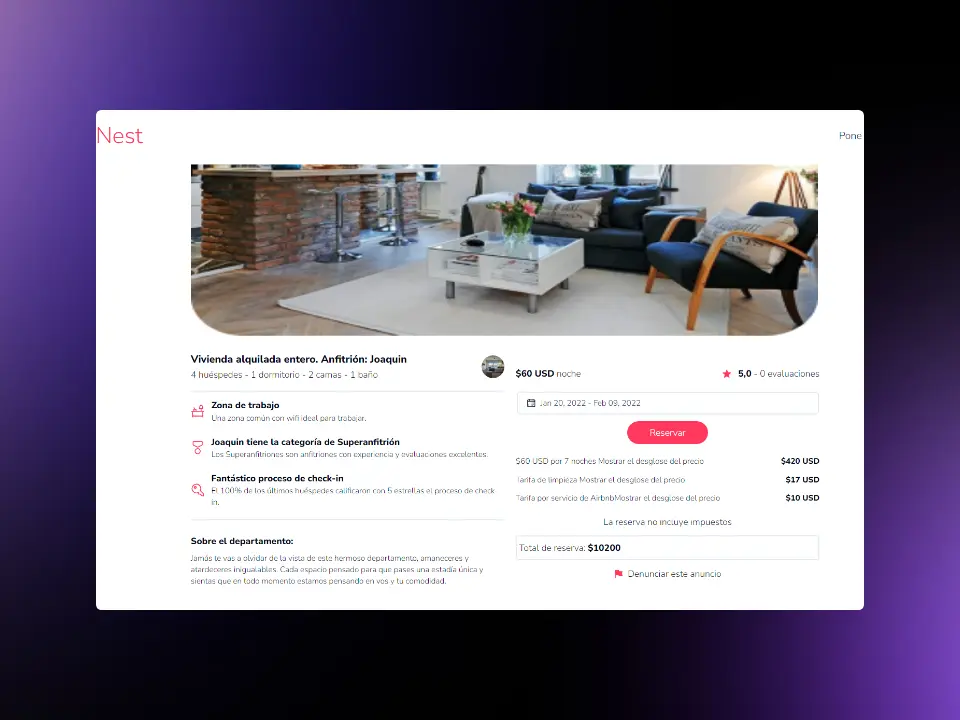 Nest
Pone
Vivienda alquilada entero. Anfitrión: Joaquin
4 huéspedes - 1 dormitorio - 2 camas - 1 baño
Zona de trabajo
Una zona común con wifi ideal para trabajar.
Joaquin tiene la categoría de Superanfitrión
Los Superanfitriones son anfitriones con experiencia y evaluaciones excelentes.
Fantástico proceso de check-in
El 100% de los últimos huéspedes calificaron con 5 estrellas el proceso de check
in.
Sobre el departamento:
Jamás te vas a olvidar de la vista de este hermoso departamento, amaneceres y
atardeceres inigualables. Cada espacio pensado para que pases una estadía única y
sientas que en todo momento estamos pensando en vos y tu comodidad.
$60 USD noche
5,0 - 0 evaluaciones
Jan 20, 2022 - Feb 09, 2022
Reservar
$60 USD por 7 noches Mostrar el desglose del precio $420 USD
Tarifa de limpieza Mostrar el desglose del precio $17 USD
Tarifa por servicio de AirbnbMostrar el desglose del precio $10 USD
La reserva no incluye impuestos
Total de reserva: $10200
Denunciar este anuncio